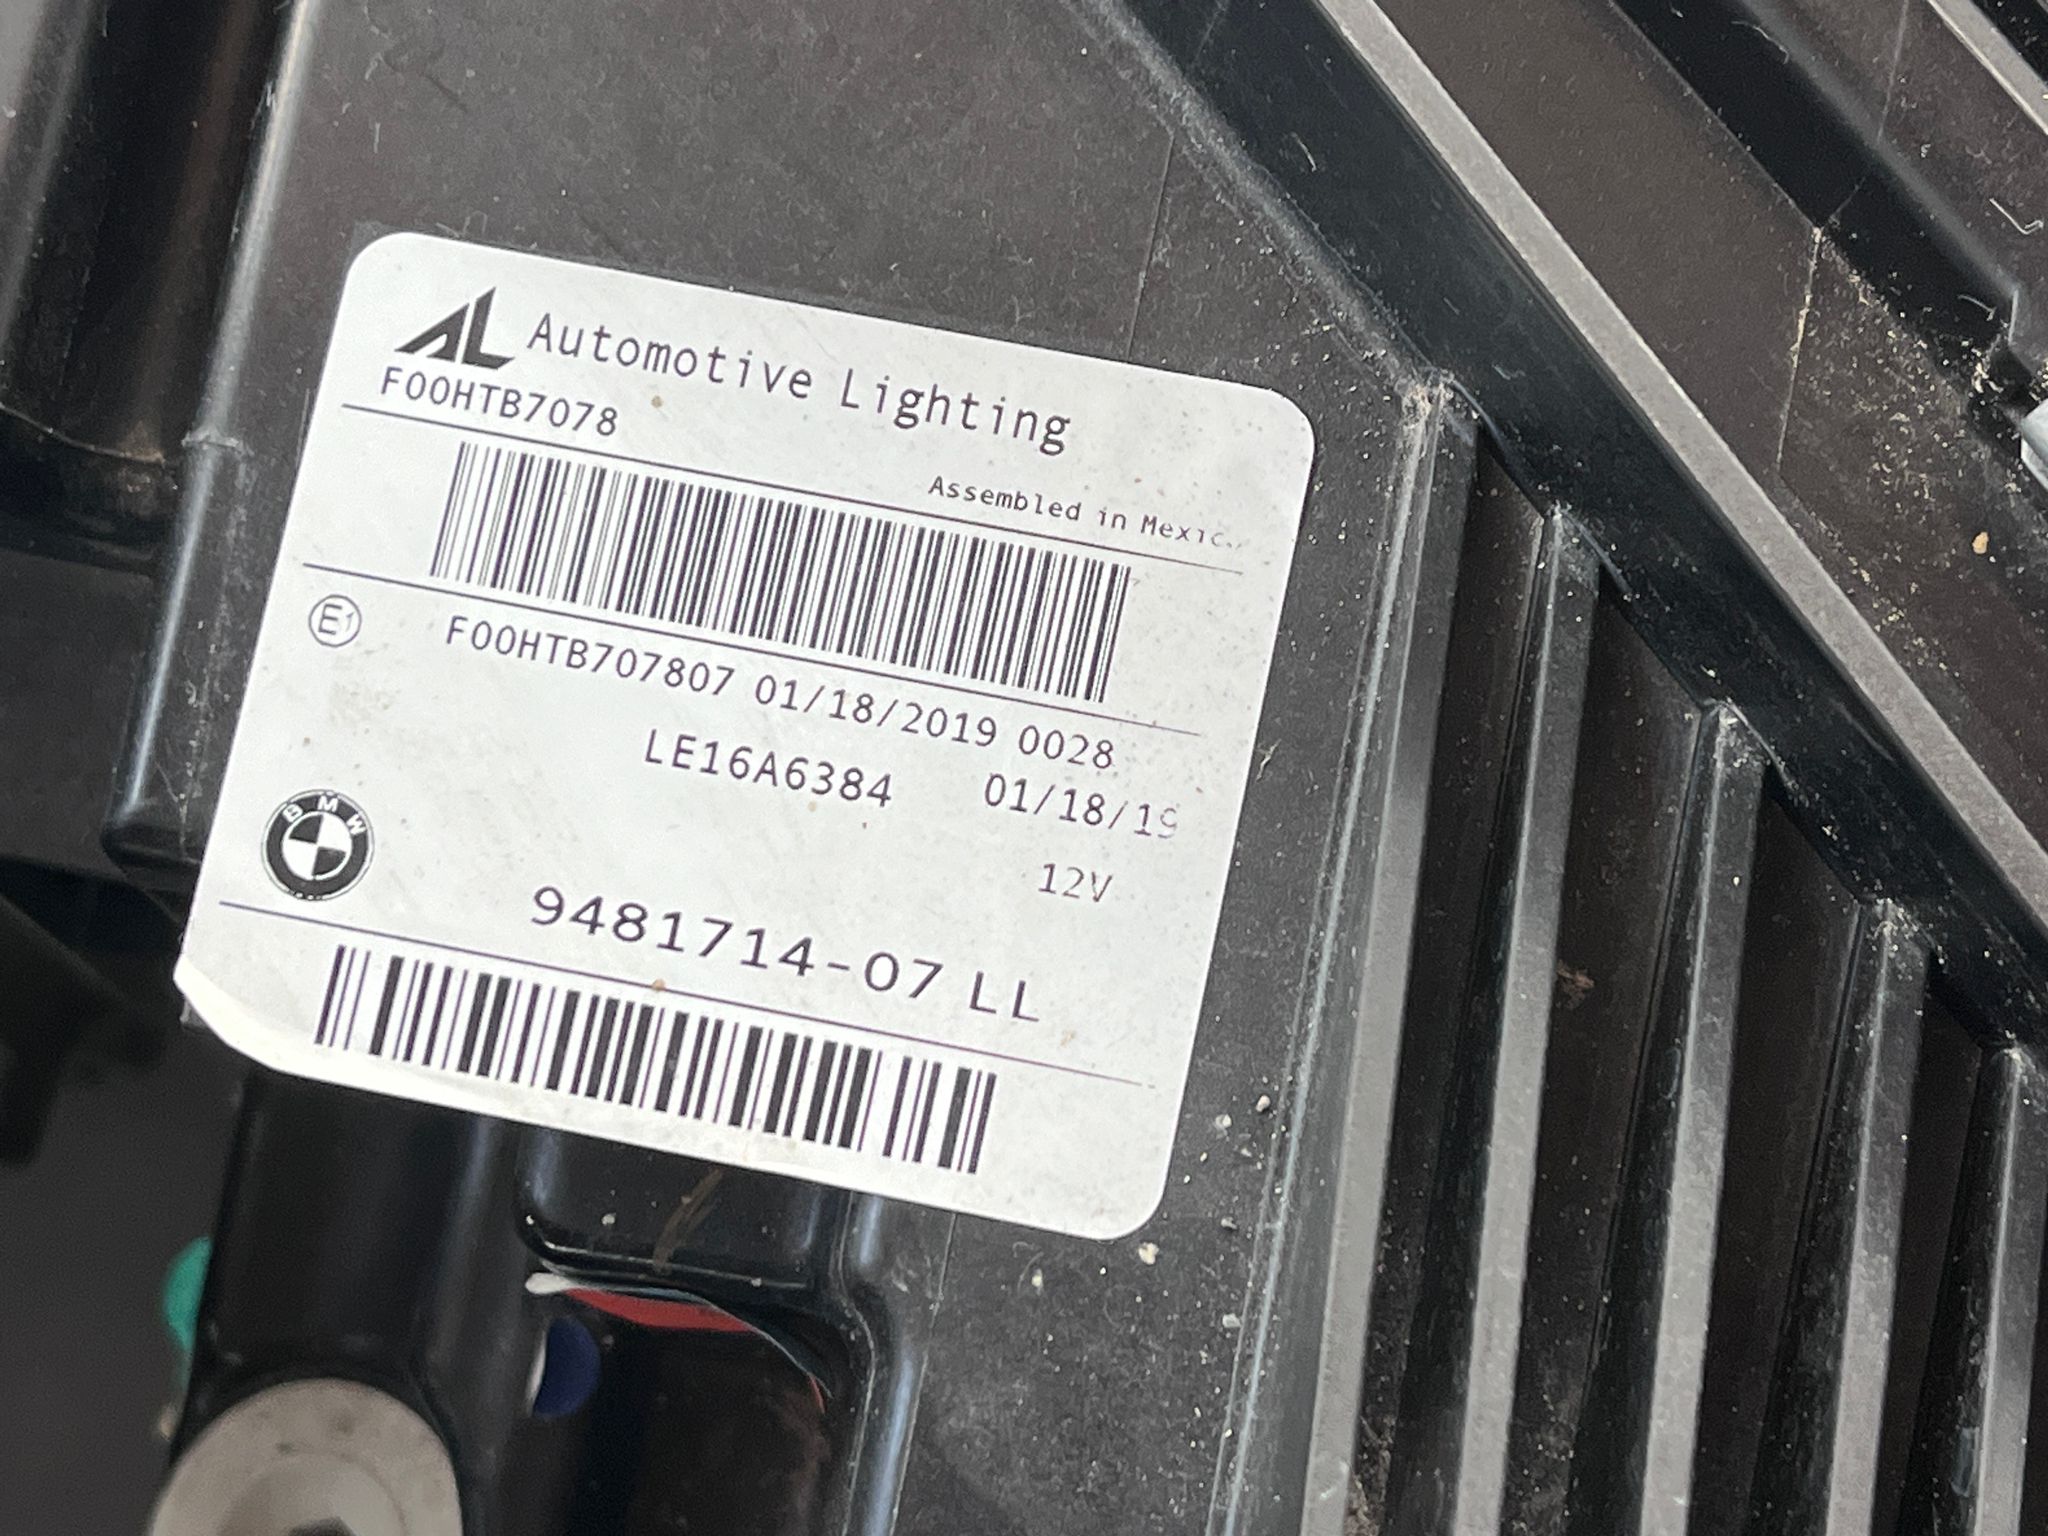 AL Automotive Lighting
F00HTB7078
Assembled in
E1
F00HTB707807 01/18/2019 0028
LE16A6384 01/18/19
BMW
12V
9481714-07 LL